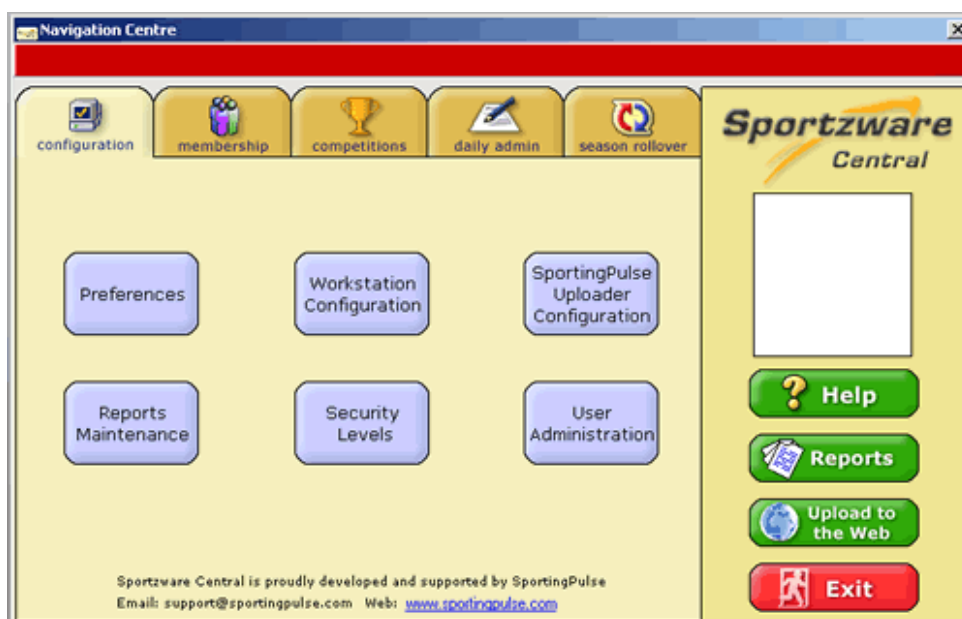 Navigation Centre
configuration
membership
competitions
daily admin
season rollover
Sportzware
Central
Preferences
Workstation
Configuration
SportingPulse
Uploader
Configuration
Reports
Maintenance
Security
Levels
User
Administration
Help
Reports
Upload to
the Web
Exit
Sportzware Central is proudly developed and supported by SportingPulse
Email: support@sportingpulse.com Web: www.sportingpulse.com